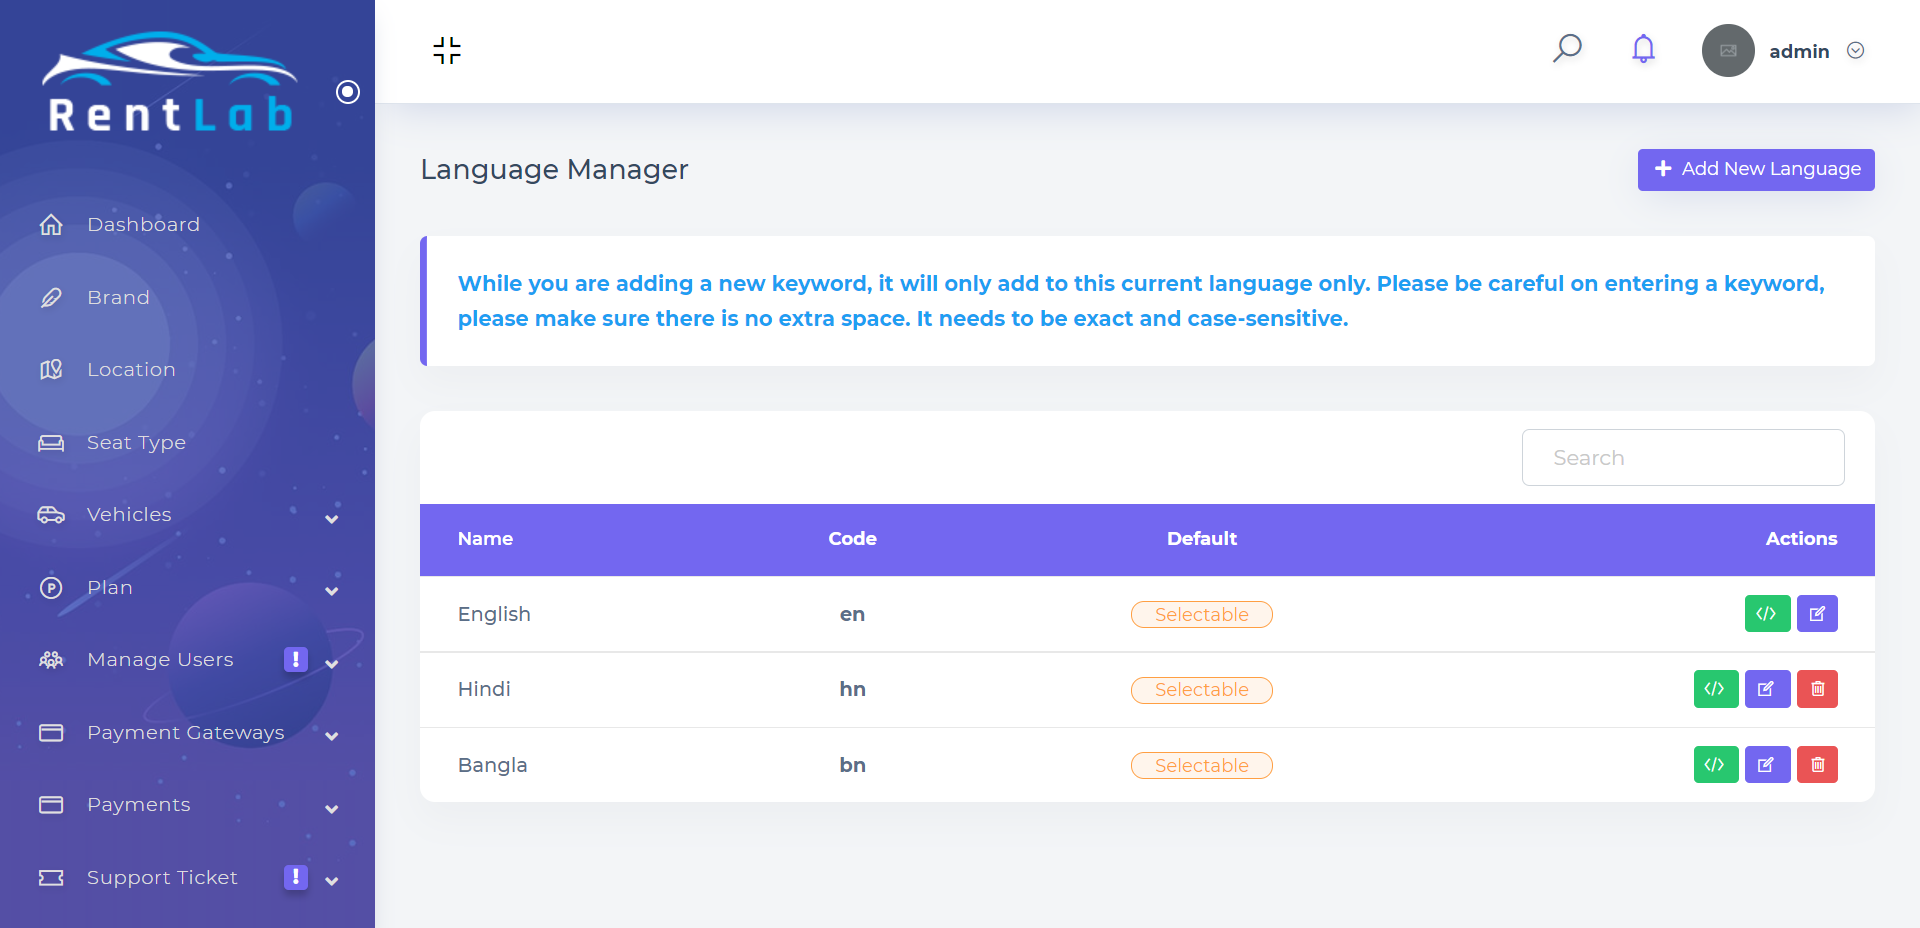 RentLab
admin
Language Manager
Add New Language
Dashboard
Brand
Location
Seat Type
Vehicles
Plan
Manage Users
Payment Gateways
Payments
Support Ticket
While you are adding a new keyword, it will only add to this current language only. Please be careful on entering a keyword,
please make sure there is no extra space. It needs to be exact and case-sensitive.
Search
Name Code Default Actions
English en Selectable
Hindi hn Selectable
Bangla bn Selectable